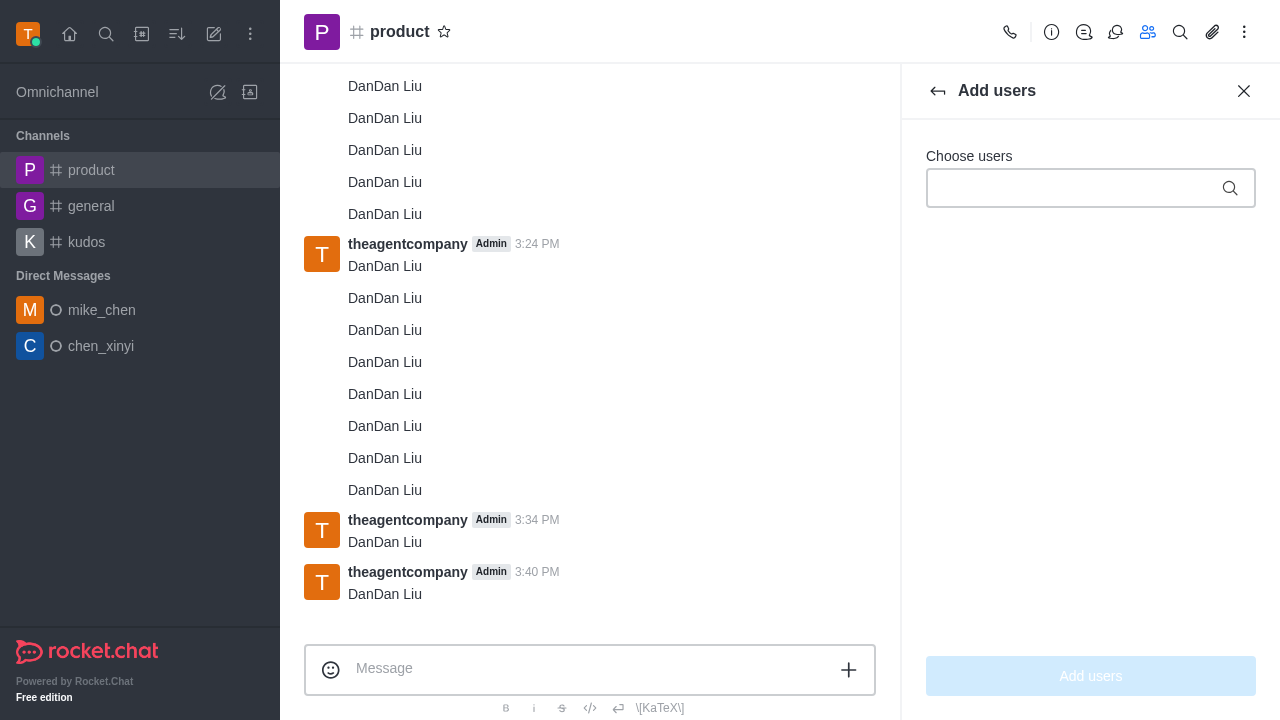 T
Omnichannel
Channels
P product
G general
K kudos
Direct Messages
M mike_chen
C chen_xinyi
rocket.chat
Powered by Rocket.Chat
Free edition
P product
DanDan Liu
DanDan Liu
DanDan Liu
DanDan Liu
DanDan Liu
T theagentcompany Admin 3:24 PM
DanDan Liu
DanDan Liu
DanDan Liu
DanDan Liu
DanDan Liu
DanDan Liu
DanDan Liu
DanDan Liu
T theagentcompany Admin 3:34 PM
DanDan Liu
T theagentcompany Admin 3:40 PM
DanDan Liu
Message
B i S \[KaTeX\]
Add users
Choose users
Add users